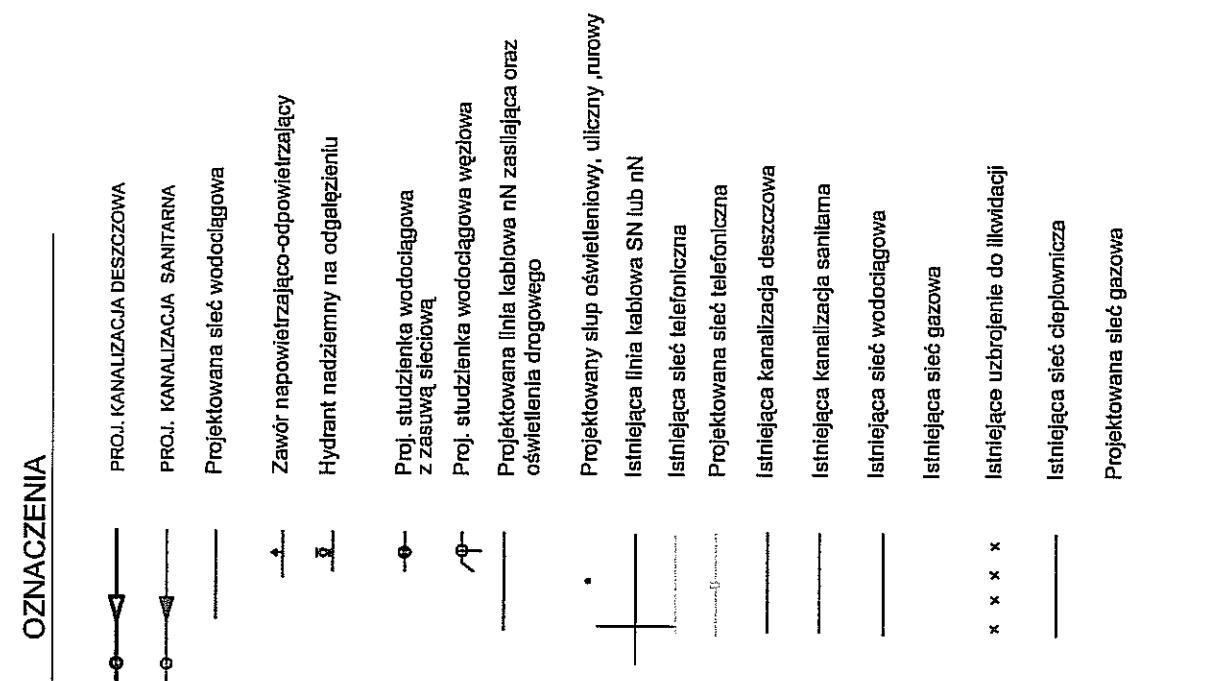 OZNACZENIA
PROJ. KANALIZACJA DESZCZOWA
PROJ. KANALIZACJA SANITARNA
Projektowana sieć wodociągowa
Zawór napowietrzająco-odpowietrzający
Hydrant nadziemny na odgałęzieniu
Proj. studzienka wodociągowa
z zasuwą sieciową
Proj. studzienka wodociągowa węzłowa
Projektowana linia kablowa nN zasilająca oraz
oświetlenia drogowego
Projektowany słup oświetleniowy, uliczny ,rurowy
Istniejąca linia kablowa SN lub nN
Istniejąca sieć telefoniczna
Projektowana sieć telefoniczna
Istniejąca kanalizacja deszczowa
Istniejąca kanalizacja sanitarna
Istniejąca sieć wodociągowa
Istniejąca sieć gazowa
Istniejące uzbrojenie do likwidacji
Istniejąca sieć ciepłownicza
Projektowana sieć gazowa